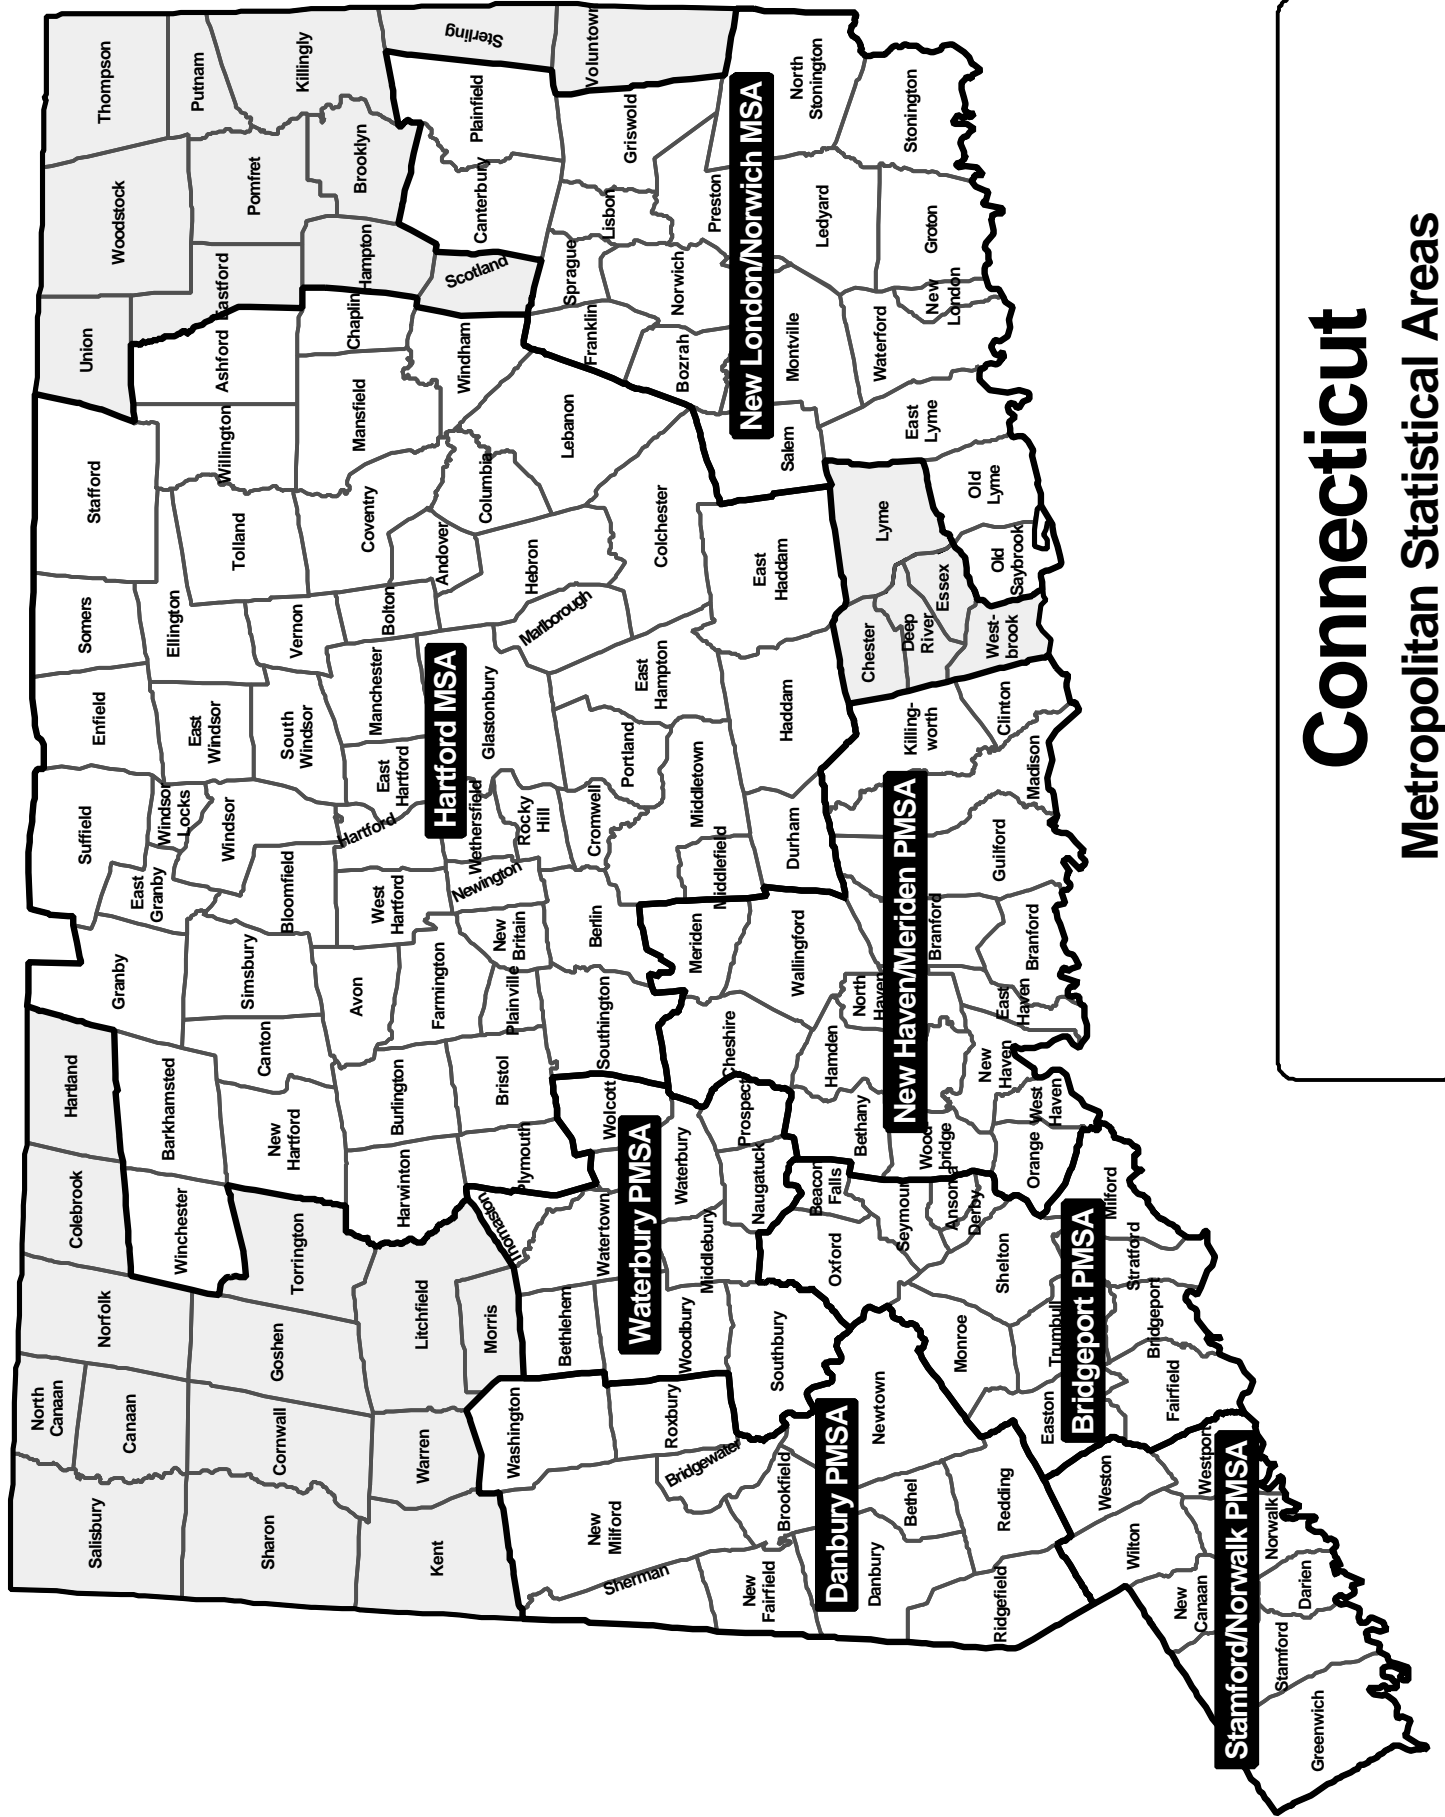 Salisbury
North
Canaan
Canaan
Norfolk
Colebrook
Hartland
Granby
East
Granby
Suffield
Enfield
Somers
Stafford
Union
Woodstock
Thompson
Putnam
Sharon
Cornwall
Goshen
Torrington
Winchester
Barkhamsted
Simsbury
Canton
Windsor
Locks
Windsor
Bloomfield
East
Windsor
South
Windsor
Ellington
Tolland
Willington
Ashford
Eastford
Pomfret
Killingly
Kent
Warren
Litchfield
Morris
Harwinton
New
Hartford
Burlington
Avon
Farmington
West
Hartford
Hartford
East
Hartford
Manchester
Vernon
Bolton
Coventry
Andover
Mansfield
Chaplin
Hampton
Brooklyn
Sterling
Hartford MSA
Washington
Bethlehem
Thomaston
Plymouth
Bristol
Plainville
New
Britain
Newington
Wethersfield
Rocky
Hill
Glastonbury
Marlborough
Hebron
Columbia
Windham
Scotland
Canterbury
Plainfield
Voluntown
New
Milford
Sherman
Roxbury
Bridgewater
Woodbury
Watertown
Waterbury PMSA
Wolcott
Waterbury
Middlebury
Southington
Berlin
Cromwell
Portland
East
Hampton
Colchester
Lebanon
Franklin
Sprague
Lisbon
Griswold
Bozrah
Norwich
Preston
New
Fairfield
Brookfield
Southbury
Naugatuck
Prospect
Cheshire
Meriden
Middlefield
Middletown
Haddam
Durham
East
Haddam
Salem
New London/Norwich MSA
Montville
Ledyard
North
Stonington
Danbury PMSA
Danbury
Bethel
Newtown
Oxford
Beacon
Falls
Seymour
Bethany
Hamden
North
Haven
Wallingford
New Haven/Meriden PMSA
Killing-
worth
Chester
Deep
River
Essex
Lyme
East
Lyme
Waterford
New
London
Groton
Stonington
Ridgefield
Redding
Monroe
Shelton
Ansonia
Derby
Wood
bridge
Orange
West
Haven
New
Haven
East
Haven
Branford
Branford
Guilford
Madison
Clinton
West-
brook
Old
Saybrook
Old
Lyme
Easton
Trumbull
Bridgeport PMSA
Milford
Stratford
Bridgeport
Fairfield
Weston
Wilton
Westport
New
Canaan
Stamford/Norwalk PMSA
Norwalk
Darien
Stamford
Greenwich
Connecticut
Metropolitan Statistical Areas